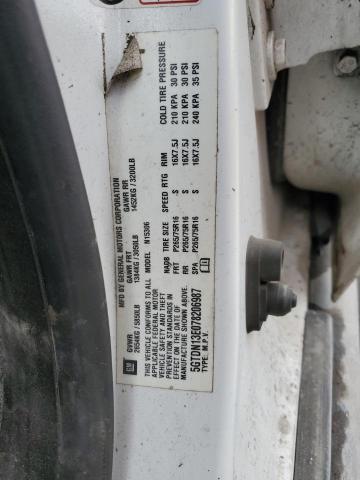 GM
MFD BY GENERAL MOTORS CORPORATION
GVWR GAWR FRT GAWR RR
2654KG / 5850LB 1384KG / 3050LB 1452KG / 3200LB
THIS VEHICLE CONFORMS TO ALL MODEL N15306
APPLICABLE U.S. FEDERAL MOTOR
VEHICLE SAFETY AND THEFT
PREVENTION STANDARDS IN
EFFECT ON THE DATE OF
MANUFACTURE SHOWN ABOVE.
5GTDN13E078206987
TYPE: M.P.V.
NADB TIRE SIZE SPEED RTG RIM COLD TIRE PRESSURE
FRT P265/75R16 S 16X7.5J 210 KPA 30 PSI
RR P265/75R16 S 16X7.5J 210 KPA 30 PSI
SPA P265/75R16 S 16X7.5J 240 KPA 35 PSI